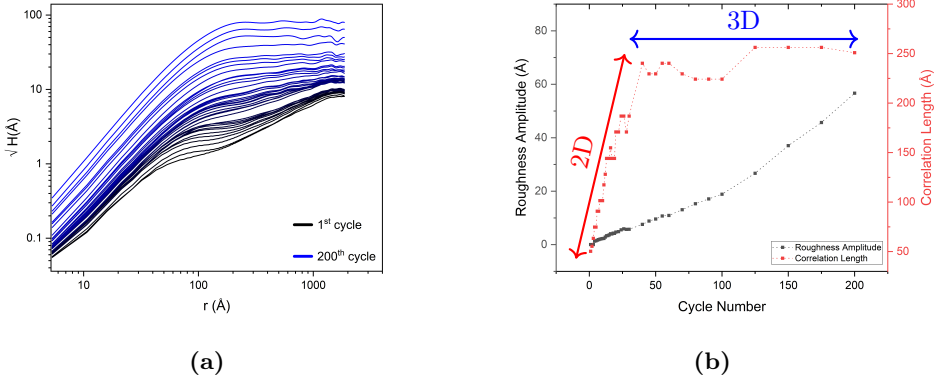 √ H(Å)
100
10
1
0.1
10
100
1000
r (Å)
1st cycle
200th cycle
(a)
Roughness Amplitude (Å)
80
60
40
20
0
0
50
100
150
200
Cycle Number
2D
3D
300
250
200
150
100
50
Correlation Length (Å)
Roughness Amplitude
Correlation Length
(b)